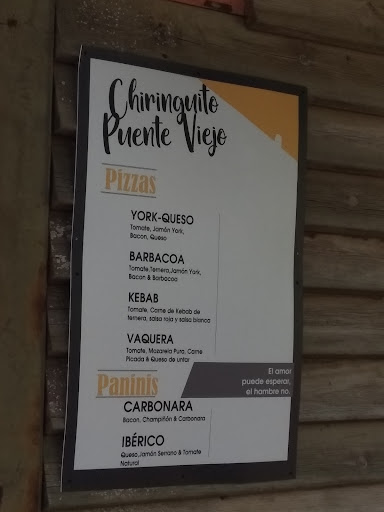 Chiringuito
Puente Viejo
Pizzas
YORK-QUESO
Tomate, Jamón York,
Bacon, Queso
BARBACOA
Tomate,Ternera,Jamón York,
Bacon & Barbacoa
KEBAB
Tomate, Carne de Kebab de
ternera, salsa roja y salsa blanca
VAQUERA
Tomate, Mozarela Pura, Carne
Picada & Queso de untar
El amor
puede esperar,
el hambre no.
Paninis
CARBONARA
Bacon, Champiñón & Carbonara
IBÉRICO
Queso,Jamón Serrano & Tomate
Natural